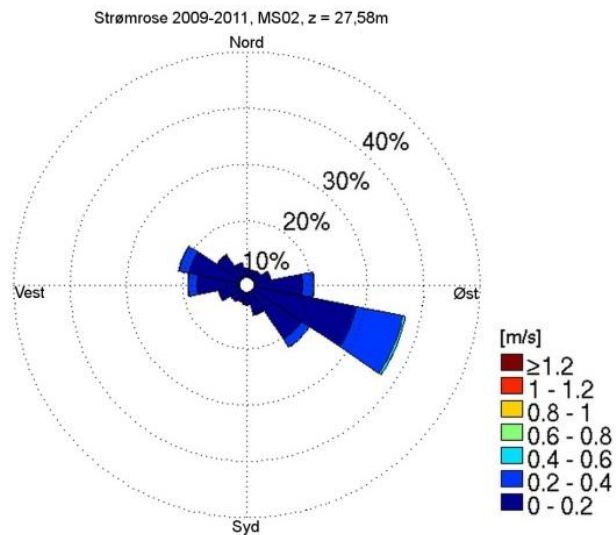 Strømrose 2009-2011, MS02, z = 27,58m
Nord
40%
30%
20%
10%
Vest
Øst
[m/s]
≥1.2
1 - 1.2
0.8 - 1
0.6 - 0.8
0.4 - 0.6
0.2 - 0.4
0 - 0.2
Syd